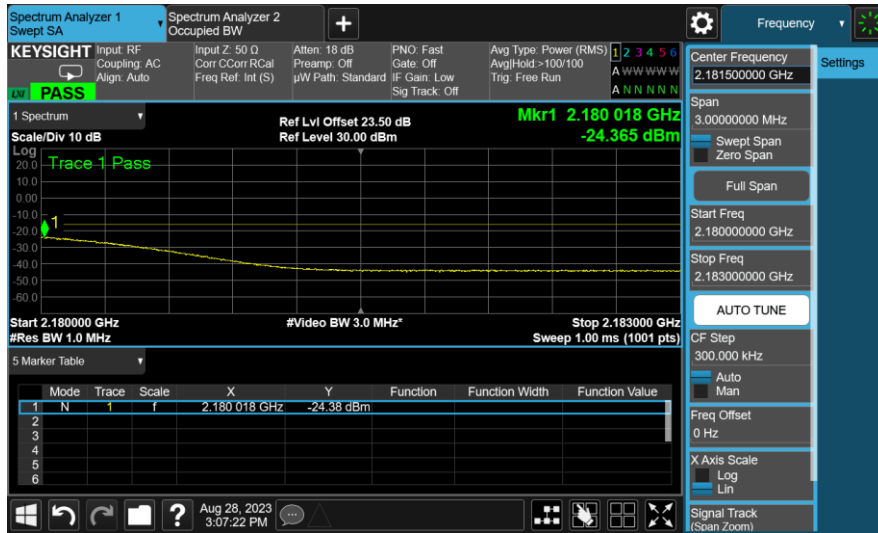 Spectrum Analyzer 1
Swept SA
Spectrum Analyzer 2
Occupied BW
Frequency
KEYSIGHT
Input: RF
Coupling: AC
Align: Auto
Input Z: 50 Ω
Corr CCorr RCal
Freq Ref: Int (S)
Atten: 18 dB
Preamp: Off
µW Path: Standard
PNO: Fast
Gate: Off
IF Gain: Low
Sig Track: Off
Avg Type: Power (RMS)
Avg|Hold:>100/100
Trig: Free Run
1 2 3 4 5 6
A W W W W W
A N N N N N
LXI PASS
1 Spectrum
Scale/Div 10 dB
Ref Lvl Offset 23.50 dB
Ref Level 30.00 dBm
Mkr1 2.180 018 GHz
-24.365 dBm
Log
Trace 1 Pass
20.0
10.0
0.00
-10.0
-20.0
-30.0
-40.0
-50.0
-60.0
1
Start 2.18000 GHz
#Res BW 1.0 MHz
#Video BW 3.0 MHz*
Stop 2.183000 GHz
Sweep 1.00 ms (1001 pts)
5 Marker Table
Mode Trace Scale X Y Function Function Width Function Value
1 N 1 f 2.180 018 GHz -24.38 dBm
2
3
4
5
6
?
Aug 28, 2023
3:07:22 PM
Center Frequency
2.181500000 GHz
Settings
Span
3.00000000 MHz
Swept Span
Zero Span
Full Span
Start Freq
2.180000000 GHz
Stop Freq
2.183000000 GHz
AUTO TUNE
CF Step
300.000 kHz
Auto
Man
Freq Offset
0 Hz
X Axis Scale
Log
Lin
Signal Track
(Span Zoom)